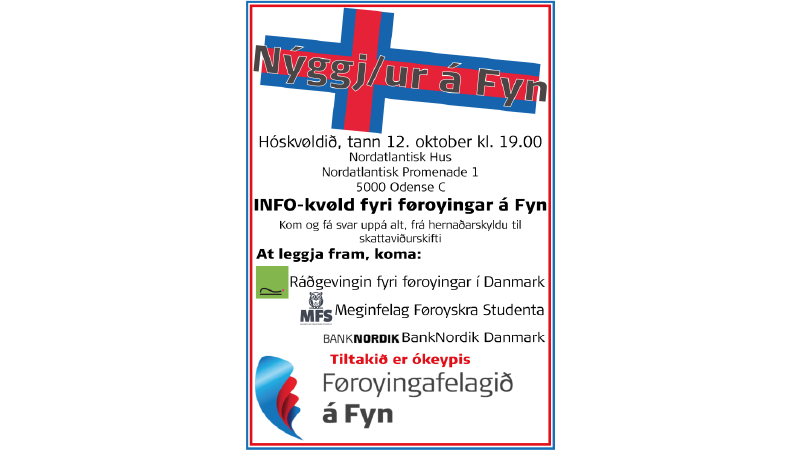 Nýggj/ur á Fyn
Hóskvøldið, tann 12. oktober kl. 19.00
Nordatlantisk Hus
Nordatlantisk Promenade 1
5000 Odense C
INFO-kvøld fyri føroyingar á Fyn
Kom og fá svar uppá alt, frá hernaðarskyldu til
skattaviðurskifti
At leggja fram, koma:
Ráðgevingin fyri føroyingar í Danmark
MFS Meginfelag Føroyskra Studenta
BANKNORDIK BankNordik Danmark
Tiltakið er ókeypis
Føroyingafelagið
á Fyn